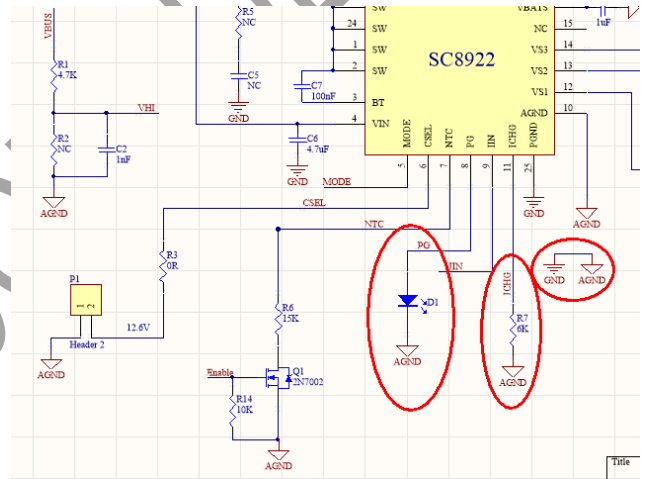 VBUS
R1
4.7K
VHI
R2
NC
C2
1nF
AGND
R5
NC
C5
NC
GND
C7
100nF
C6
4.7uF
GND
SW
24 SW
1 SW
2 SW
3 BT
4 VIN
SC8922
VBATS
NC 15
VS3 14
VS2 13
VS1 12
AGND 10
1uF
MODE
CSEL
NTC
PG
IIN
ICHG
PGND
5
6
7
8
9
11
25
GND
AGND
MODE
CSEL
NTC
PG
IIN
ICHG
R3
0R
P1
1
2
12.6V
Header 2
AGND
R6
15K
Enable
Q1
2N7002
R14
10K
AGND
D1
AGND
R7
6K
AGND
GND
AGND
Title